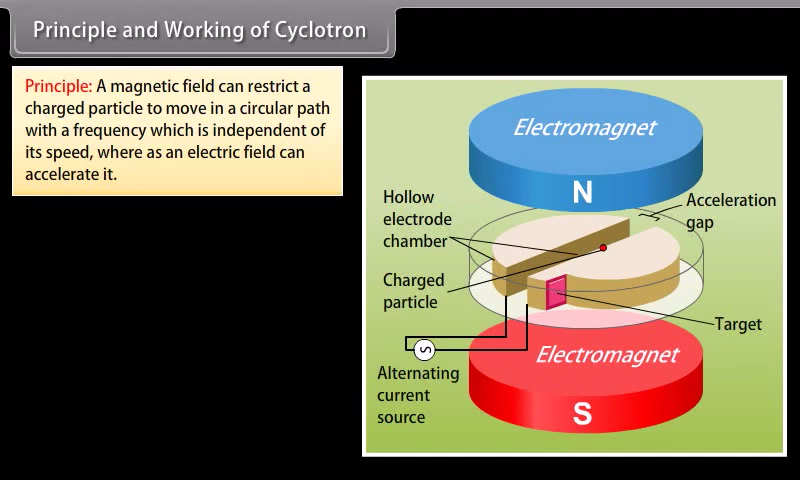 Principle and Working of Cyclotron
Principle: A magnetic field can restrict a
charged particle to move in a circular path
with a frequency which is independent of
its speed, where as an electric field can
accelerate it.
Electromagnet
N
Hollow
electrode
chamber
Acceleration
gap
Charged
particle
Target
Alternating
current
source
Electromagnet
S